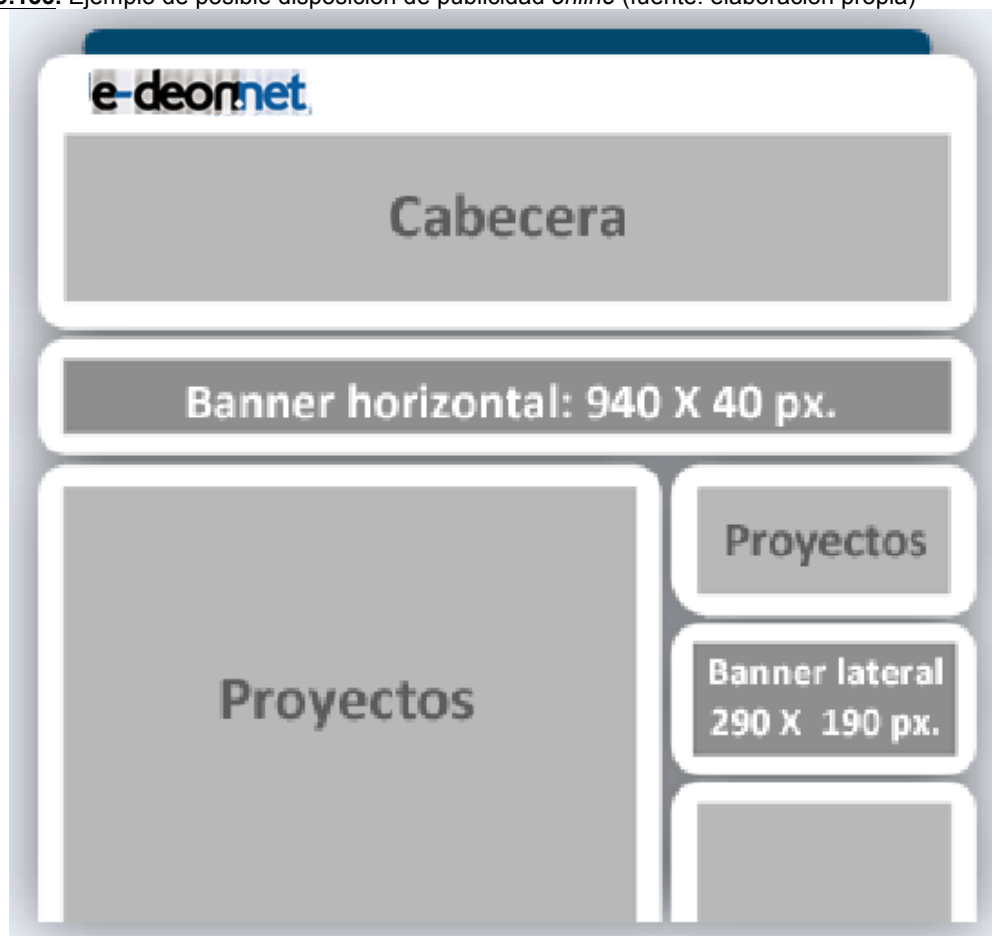 Ejemplo de posible disposición de publicidad online (fuente: elaboración propia)
e-deon.net
Cabecera
Banner horizontal: 940 X 40 px.
Proyectos
Proyectos
Banner lateral
290 X 190 px.